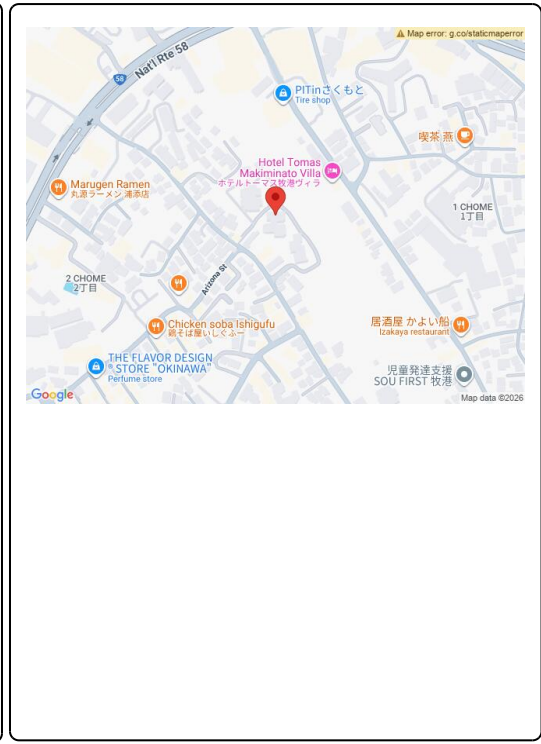 Map error: g.co/staticmaperror
Nat'l Rte 58
58
PITinさくもと
Tire shop
喫茶 燕
Hotel Tomas
Makiminato Villa
ホテルトーマス牧港ヴィラ
Marugen Ramen
丸源ラーメン 浦添店
1 CHOME
1丁目
2 CHOME
2丁目
Arizona St
Chicken soba Ishigufu
鶏そば屋いしぐふー
居酒屋 かよい船
Izakaya restaurant
THE FLAVOR DESIGN
STORE "OKINAWA"
Perfume store
児童発達支援
SOU FIRST 牧港
Google
Map data ©2026